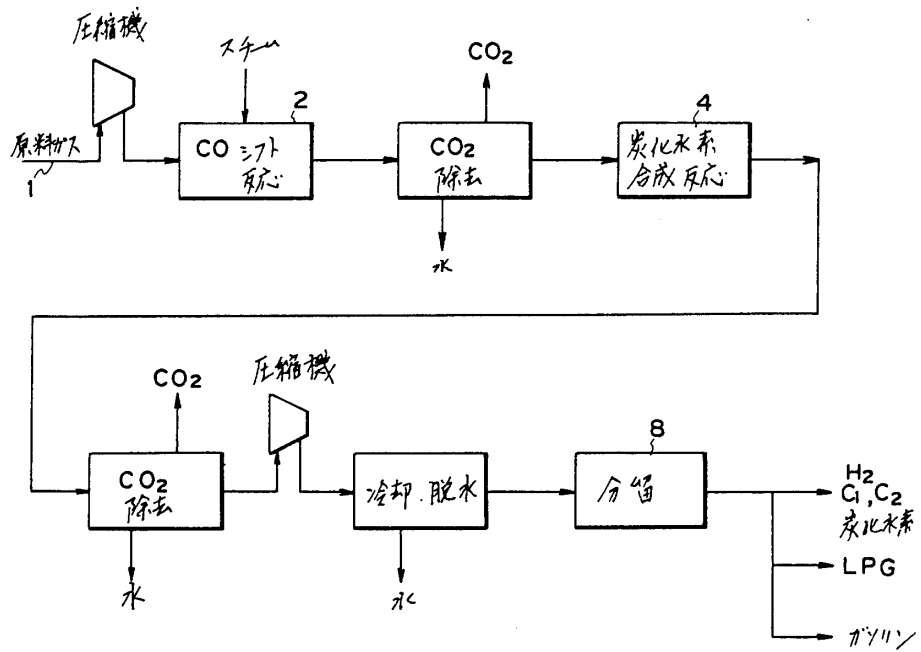 圧縮機
原料ガス
1
スチーム
2
CO シフト
反応
CO2
CO2
除去
水
4
炭化水素
合成反応
CO2
CO2
除去
水
圧縮機
冷却・脱水
水
8
分留
H2
C1,C2
炭化水素
LPG
ガソリン